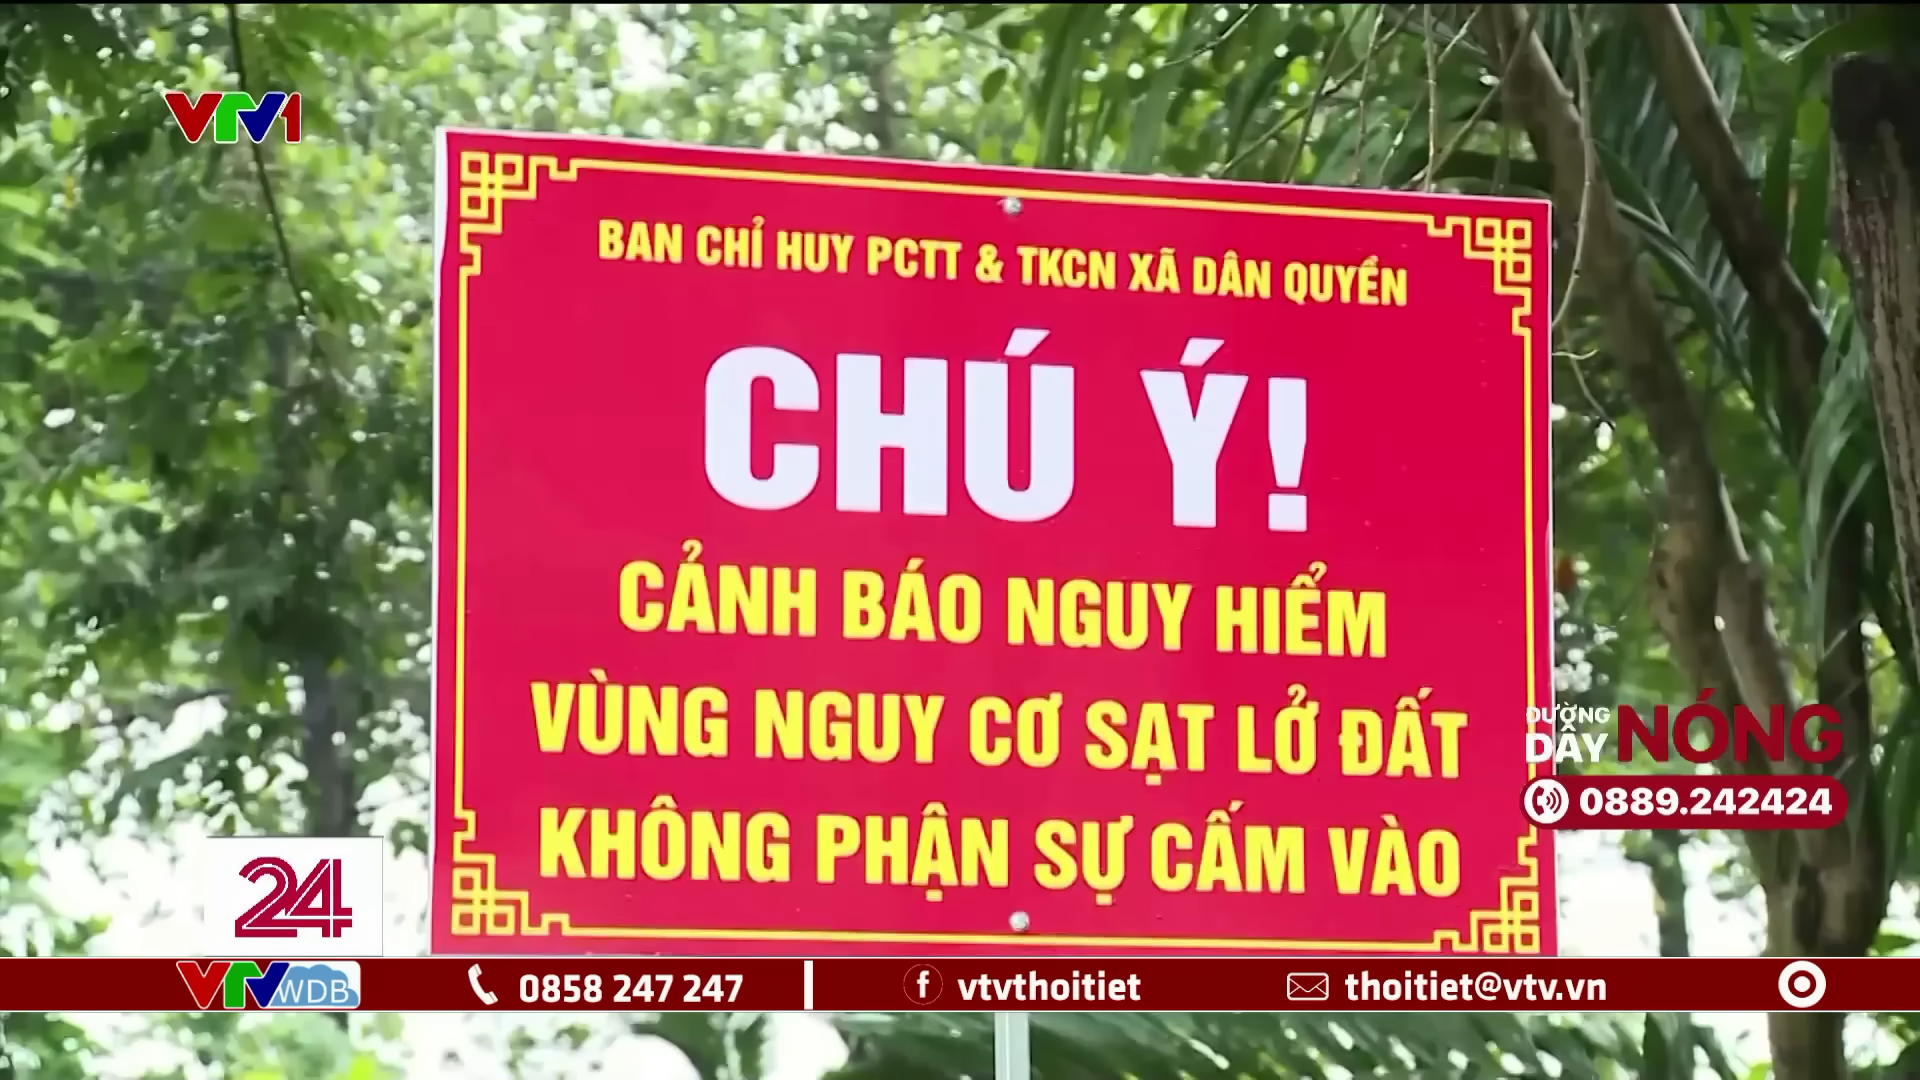 VTV1
BAN CHỈ HUY PCTT & TKCN XÃ DÂN QUYỀN
CHÚ Ý!
CẢNH BÁO NGUY HIỂM
VÙNG NGUY CƠ SẠT LỞ ĐẤT
KHÔNG PHẬN SỰ CẤM VÀO
ĐƯỜNG DÂY NÓNG
0889.242424
24
VTV WDB 0858 247 247 vtvthoitiet thoitiet@vtv.vn